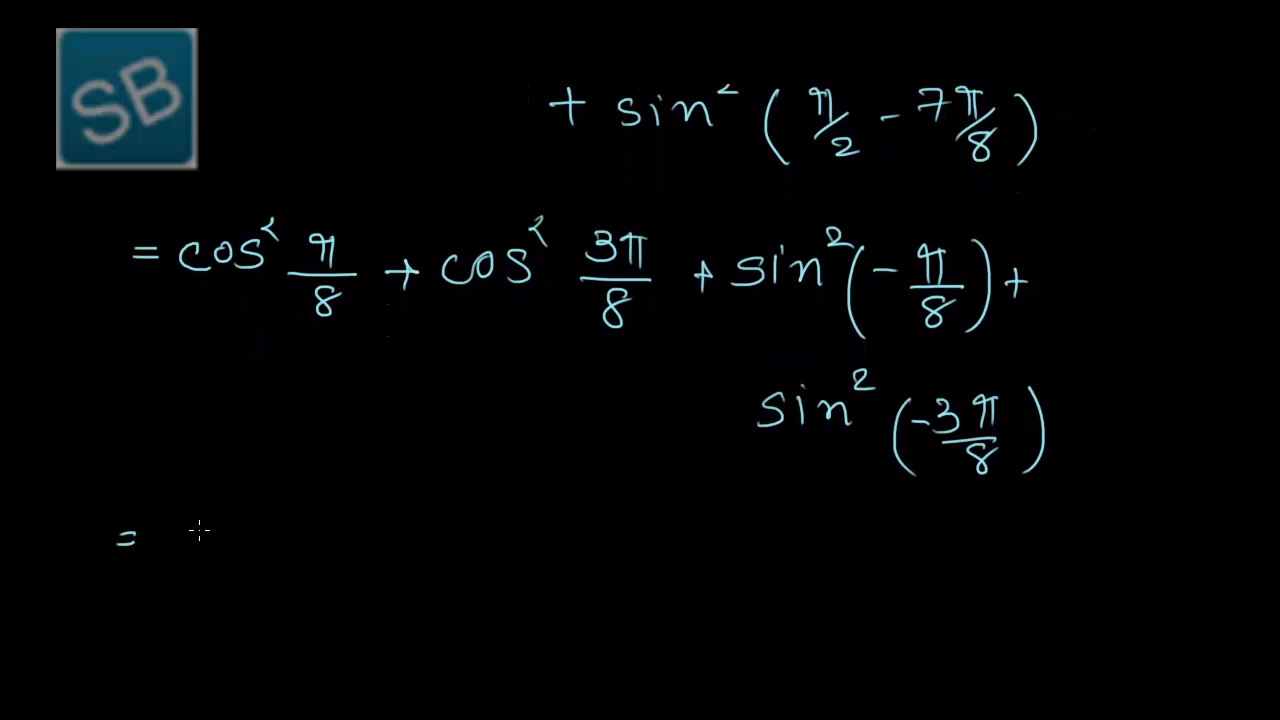 SB
+ sin² (π/2 - 7π/8)
= cos² π/8 + cos² 3π/8 + sin² (-π/8) +
sin² (-3π/8)
=